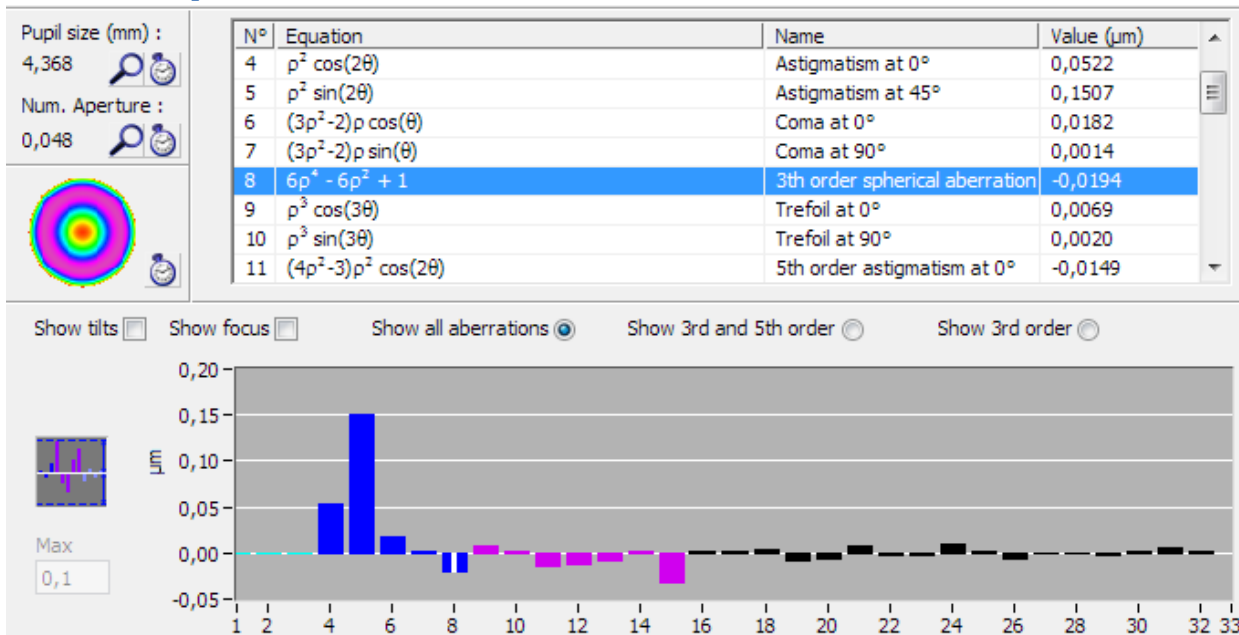 Pupil size (mm) :
4,368
Num. Aperture :
0,048
N° Equation Name Value (µm)
4 ρ² cos(2θ) Astigmatism at 0° 0,0522
5 ρ² sin(2θ) Astigmatism at 45° 0,1507
6 (3ρ²-2)ρ cos(θ) Coma at 0° 0,0182
7 (3ρ²-2)ρ sin(θ) Coma at 90° 0,0014
8 6ρ⁴ - 6ρ² + 1 3th order spherical aberration -0,0194
9 ρ³ cos(3θ) Trefoil at 0° 0,0069
10 ρ³ sin(3θ) Trefoil at 90° 0,0020
11 (4ρ²-3)ρ² cos(2θ) 5th order astigmatism at 0° -0,0149
Show tilts Show focus Show all aberrations Show 3rd and 5th order Show 3rd order
0,20
0,15
0,10
0,05
0,00
-0,05
µm
Max
0,1
1 2 4 6 8 10 12 14 16 18 20 22 24 26 28 30 32 33